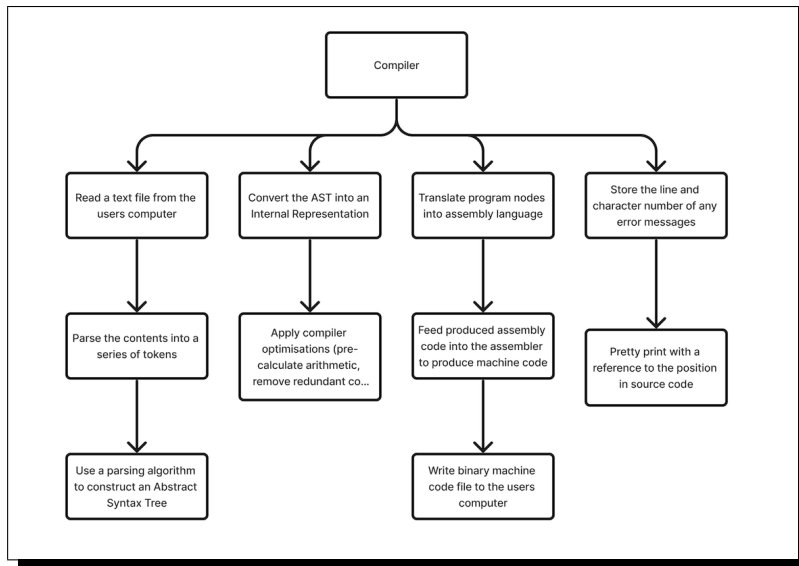 Compiler
Read a text file from the
users computer
Convert the AST into an
Internal Representation
Translate program nodes
into assembly language
Store the line and
character number of any
error messages
Parse the contents into a
series of tokens
Apply compiler
optimisations (pre-
calculate arithmetic,
remove redundant co...
Feed produced assembly
code into the assembler
to produce machine code
Pretty print with a
reference to the position
in source code
Use a parsing algorithm
to construct an Abstract
Syntax Tree
Write binary machine
code file to the users
computer